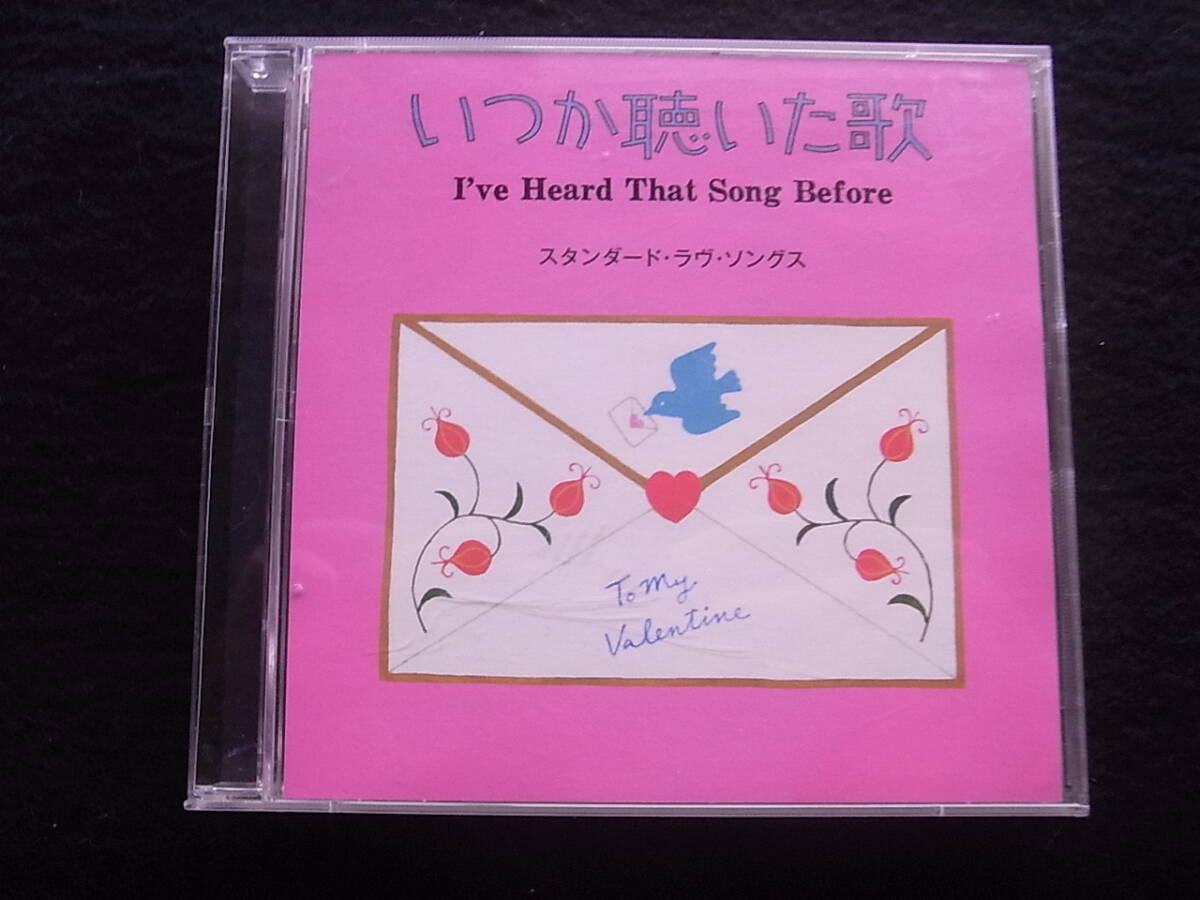 いつか聴いた歌
I've Heard That Song Before
スタンダード・ラヴ・ソングス
To My
Valentine